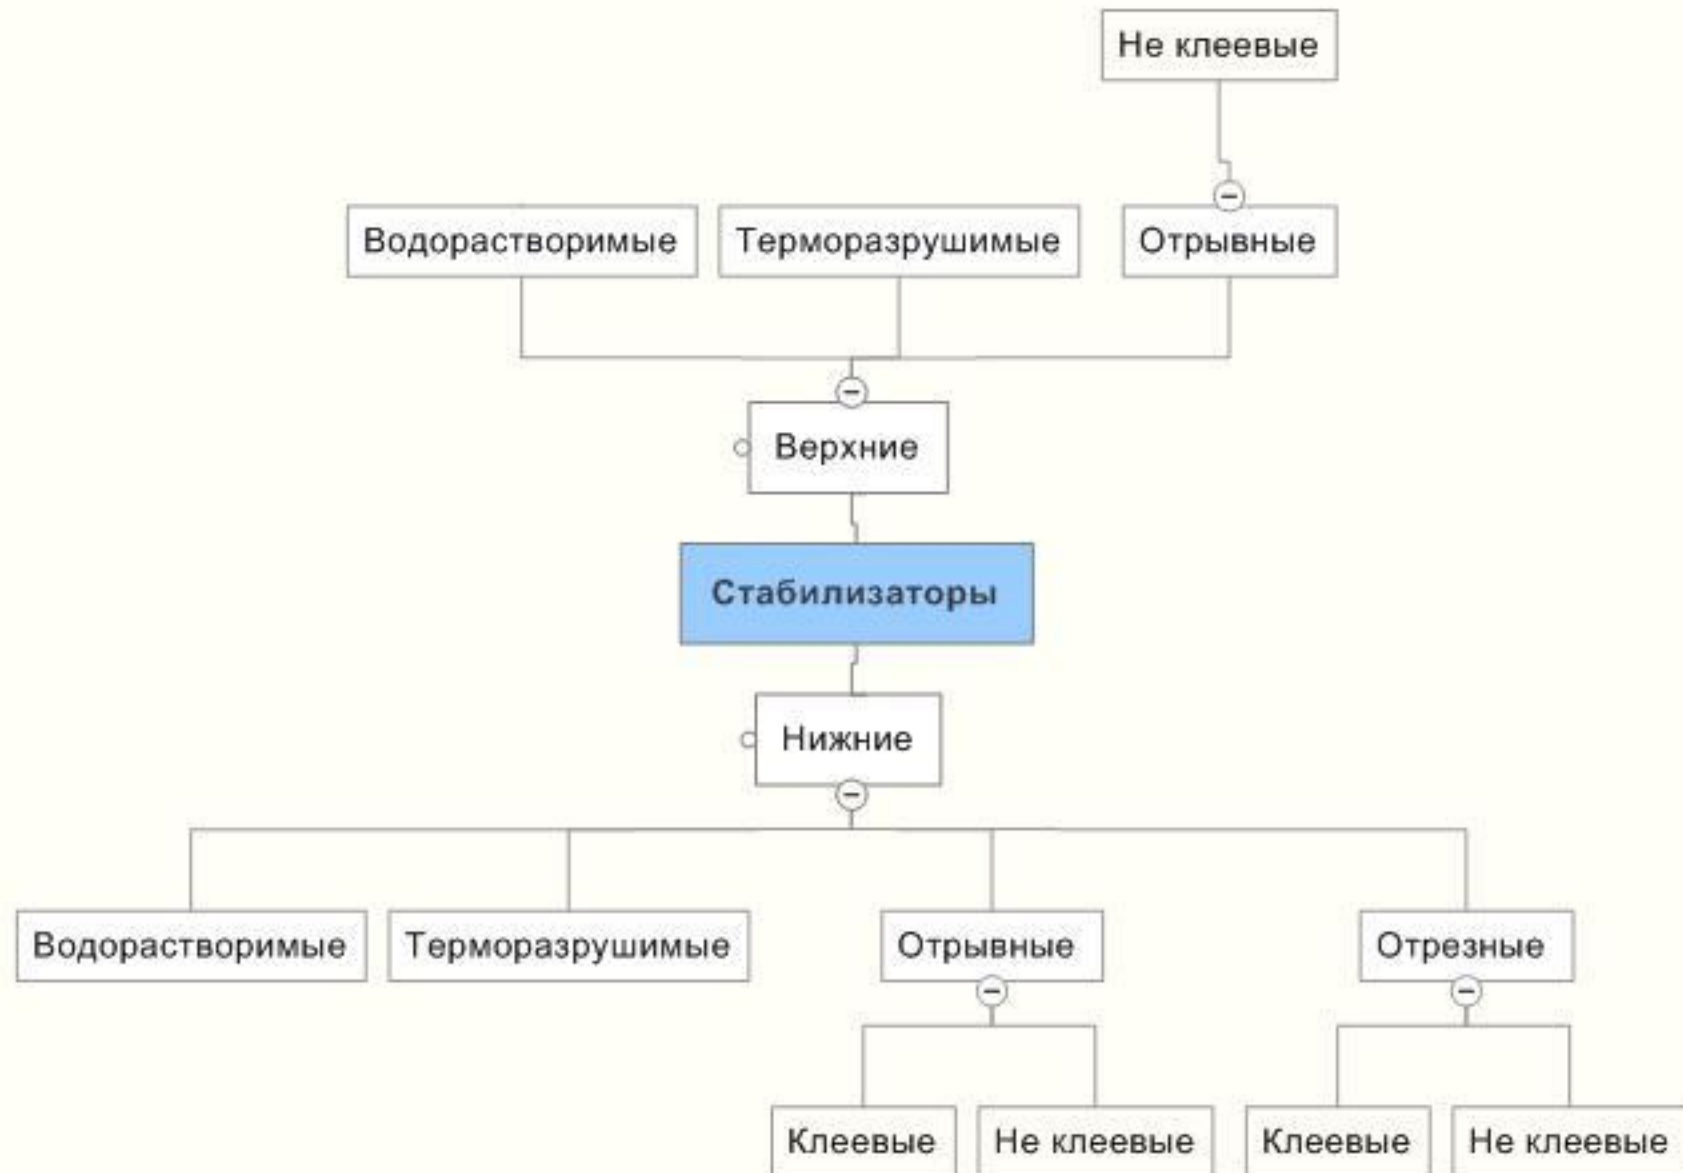 Не клеевые
Водорастворимые
Терморазрушимые
Отрывные
Верхние
Стабилизаторы
Нижние
Водорастворимые
Терморазрушимые
Отрывные
Отрезные
Клеевые
Не клеевые
Клеевые
Не клеевые